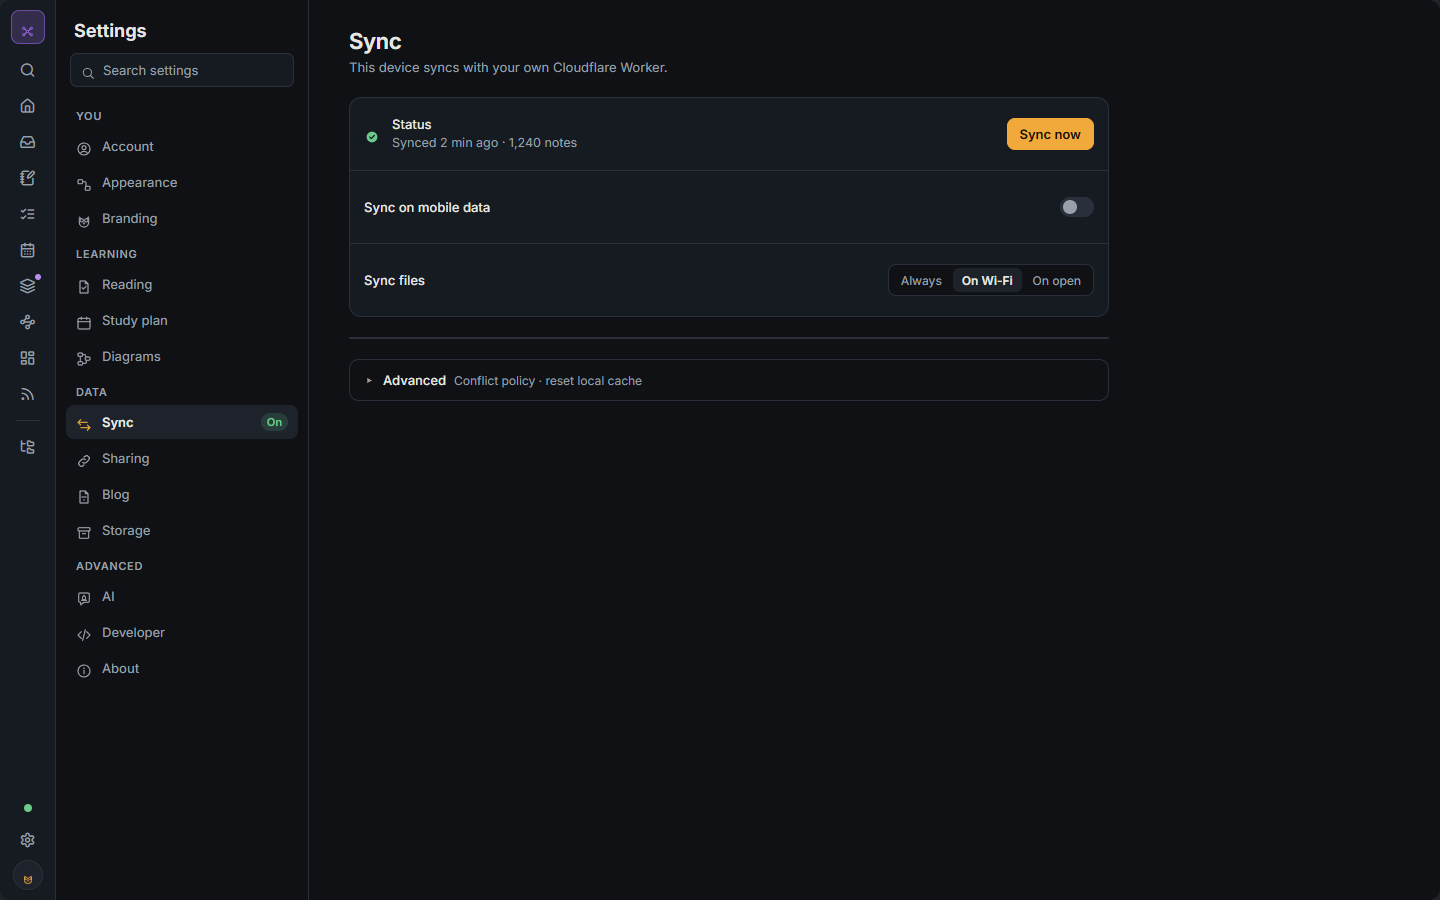 Settings
Search settings
YOU
Account
Appearance
Branding
LEARNING
Reading
Study plan
Diagrams
DATA
Sync On
Sharing
Blog
Storage
ADVANCED
AI
Developer
About
Sync
This device syncs with your own Cloudflare Worker.
Status
Synced 2 min ago · 1,240 notes
Sync now
Sync on mobile data
Sync files
Always On Wi-Fi On open
Advanced Conflict policy · reset local cache